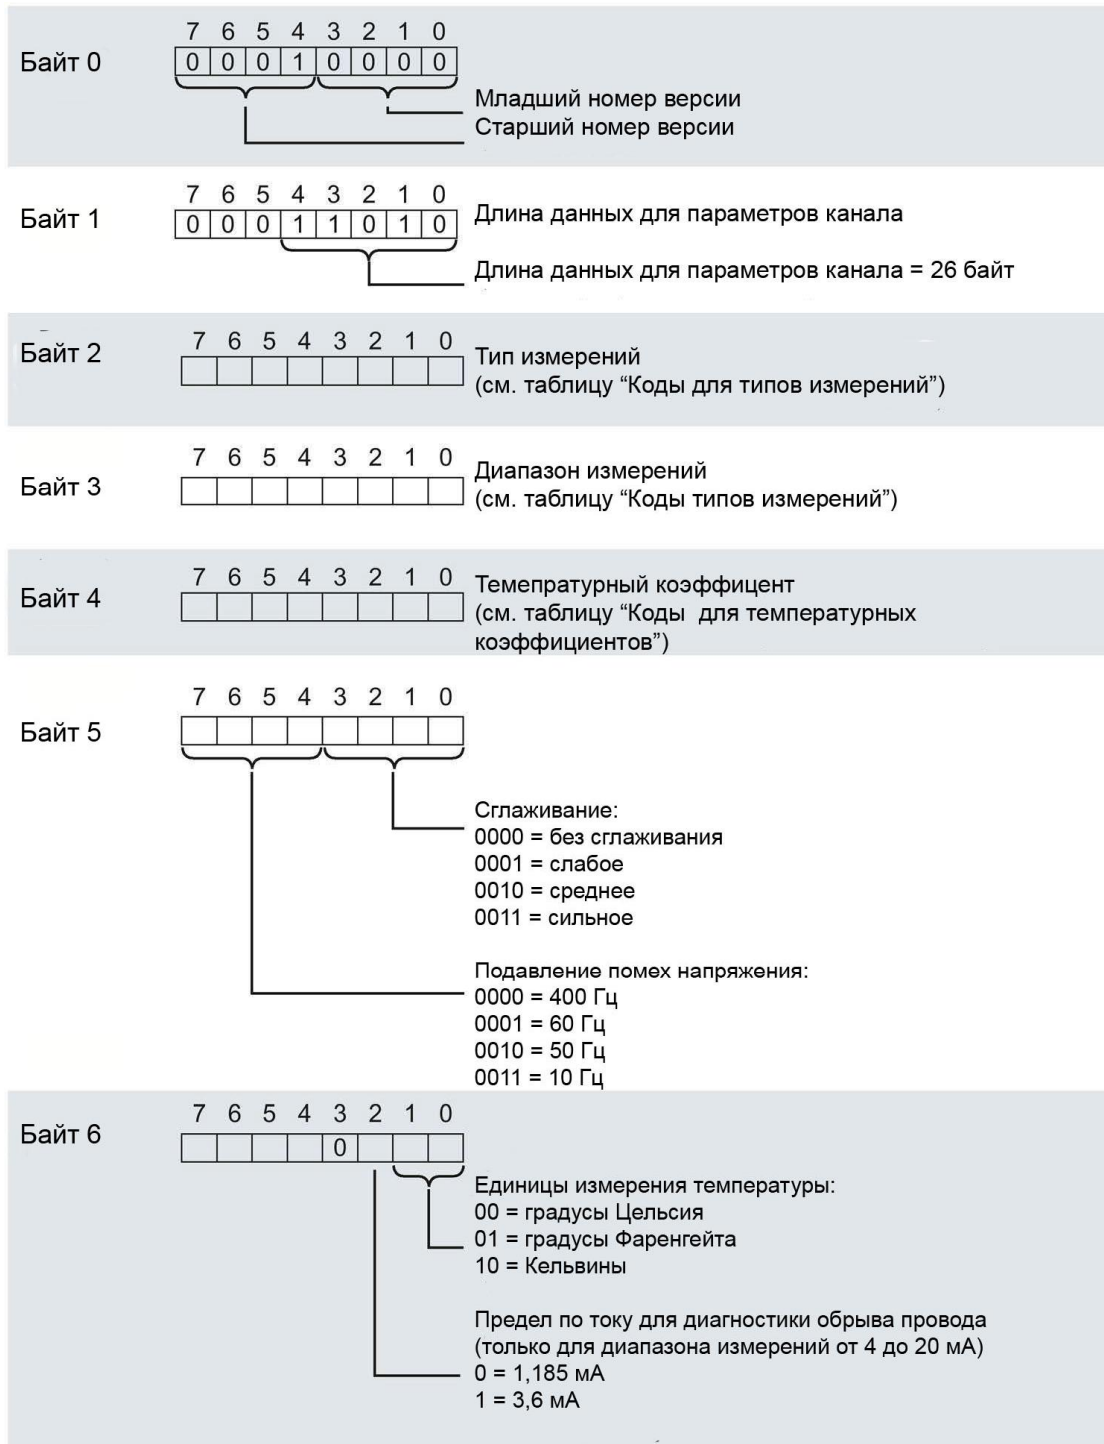 7 6 5 4 3 2 1 0
Байт 0
0 0 0 1 0 0 0 0
Младший номер версии
Старший номер версии
7 6 5 4 3 2 1 0
Байт 1
0 0 0 1 1 0 1 0
Длина данных для параметров канала
Длина данных для параметров канала = 26 байт
7 6 5 4 3 2 1 0
Байт 2
Тип измерений
(см. таблицу “Коды для типов измерений”)
7 6 5 4 3 2 1 0
Байт 3
Диапазон измерений
(см. таблицу “Коды типов измерений”)
7 6 5 4 3 2 1 0
Байт 4
Темепратурный коэффицент
(см. таблицу “Коды для температурных
коэффициентов”)
7 6 5 4 3 2 1 0
Байт 5
Сглаживание:
0000 = без сглаживания
0001 = слабое
0010 = среднее
0011 = сильное
Подавление помех напряжения:
0000 = 400 Гц
0001 = 60 Гц
0010 = 50 Гц
0011 = 10 Гц
7 6 5 4 3 2 1 0
Байт 6
0
Единицы измерения температуры:
00 = градусы Цельсия
01 = градусы Фаренгейта
10 = Кельвины
Предел по току для диагностики обрыва провода
(только для диапазона измерений от 4 до 20 мА)
0 = 1,185 мА
1 = 3,6 мА